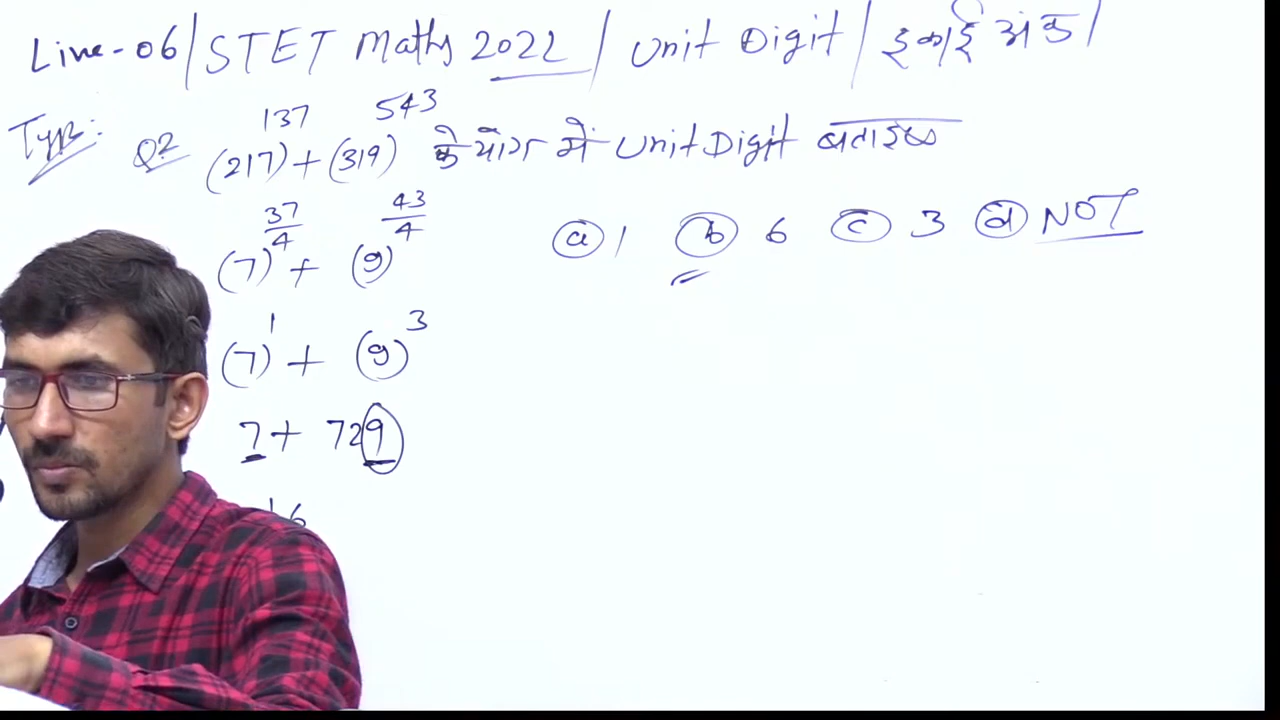 Live-06/STET Maths 2022/Unit Digit/इकाई अंक/
Type:
Q2 (217)^137 + (319)^543 के योग में Unit Digit बताइए
(a) 1 (b) 6 (c) 3 (d) NOT
(7)^37/4 + (9)^43/4
(7)^1 + (9)^3
7 + 729
16